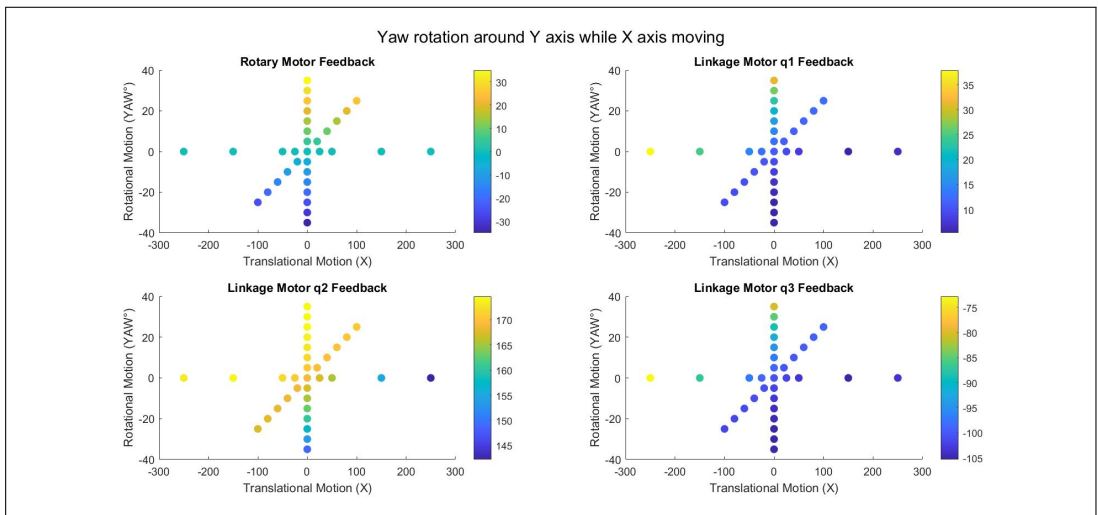 Yaw rotation around Y axis while X axis moving
Rotary Motor Feedback
40
20
0
-20
-40
Rotational Motion (YAW°)
-300 -200 -100 0 100 200 300
Translational Motion (X)
30
20
10
0
-10
-20
-30
Linkage Motor q1 Feedback
40
20
0
-20
-40
Rotational Motion (YAW°)
-300 -200 -100 0 100 200 300
Translational Motion (X)
35
30
25
20
15
10
Linkage Motor q2 Feedback
40
20
0
-20
-40
Rotational Motion (YAW°)
-300 -200 -100 0 100 200 300
Translational Motion (X)
170
165
160
155
150
145
Linkage Motor q3 Feedback
40
20
0
-20
-40
Rotational Motion (YAW°)
-300 -200 -100 0 100 200 300
Translational Motion (X)
-75
-80
-85
-90
-95
-100
-105